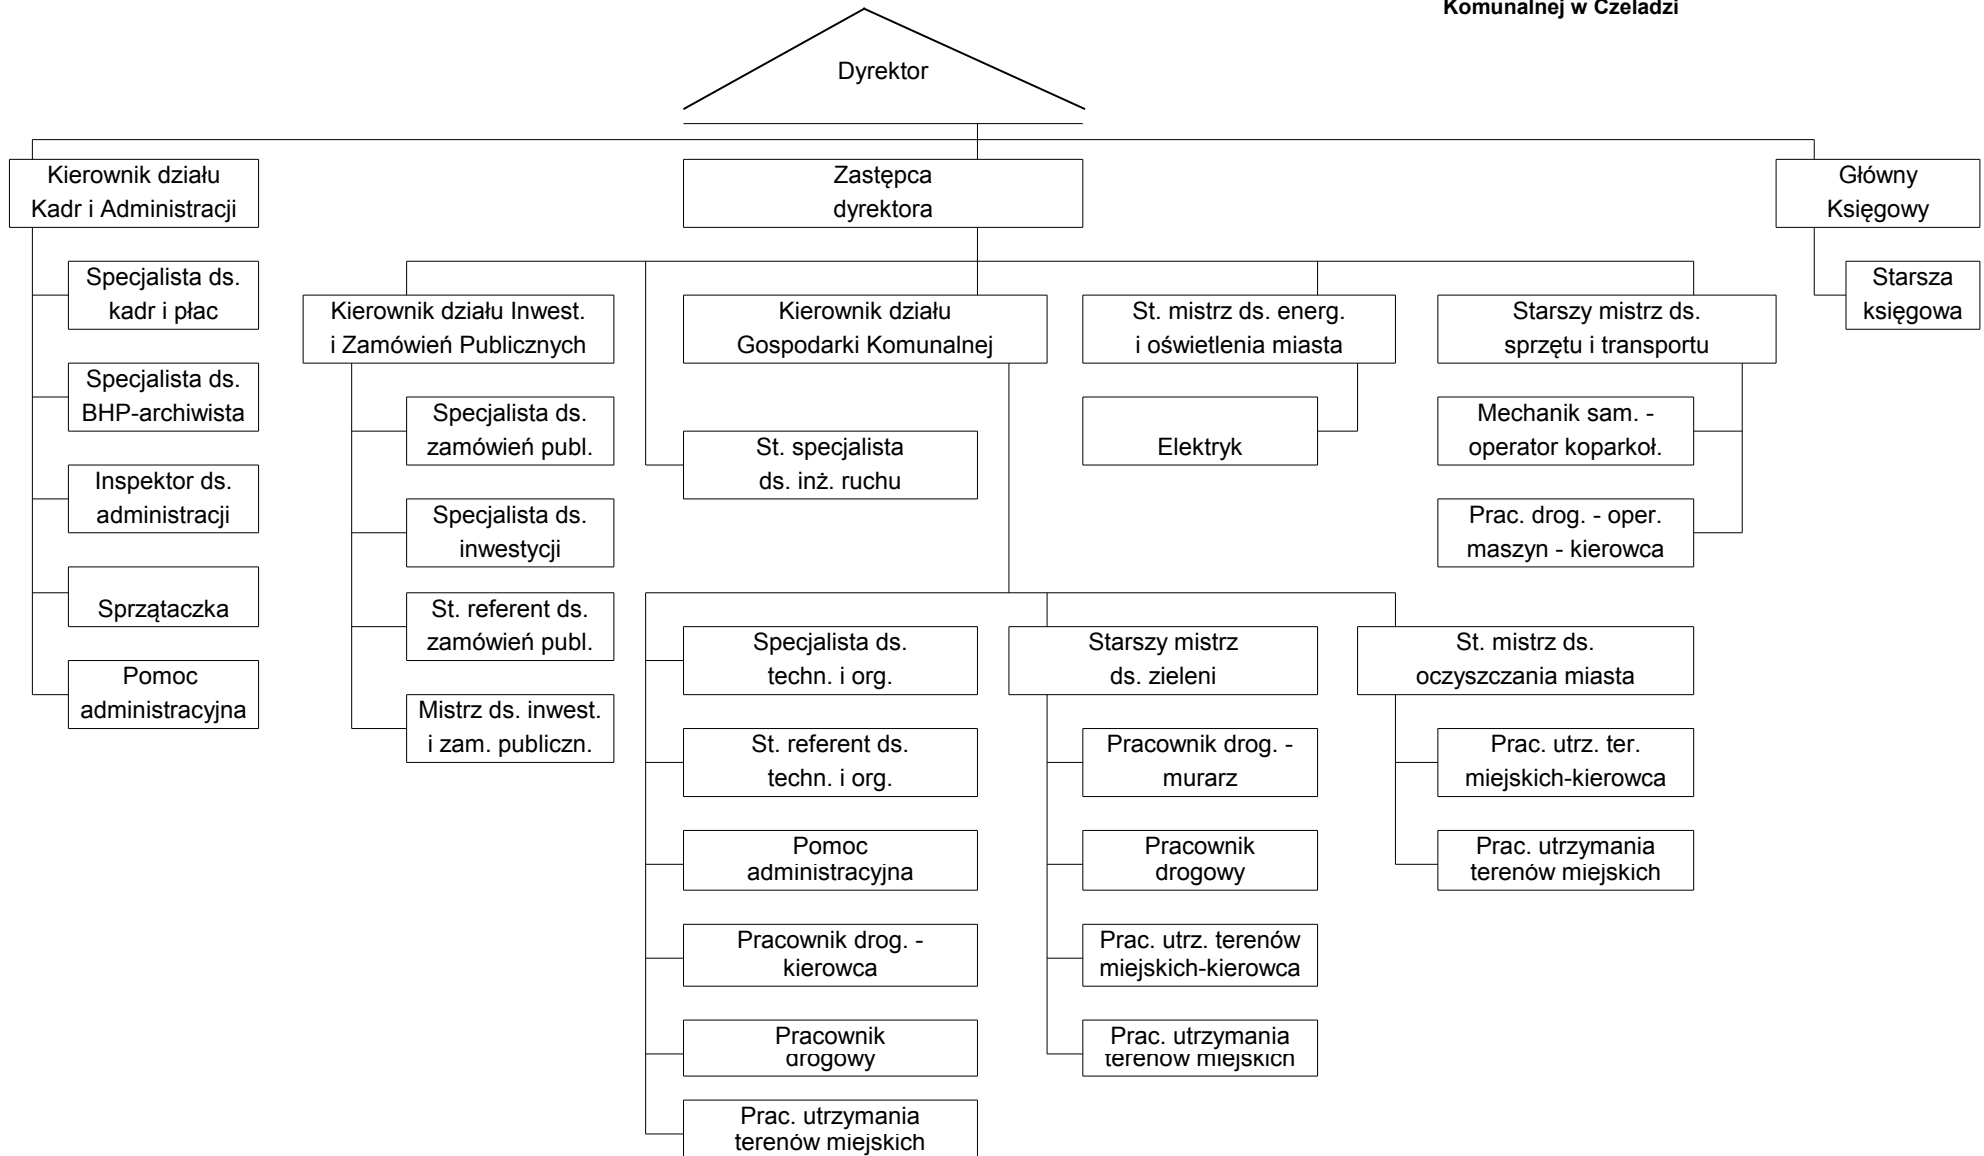 Komunalnej w Czeladzi
Dyrektor
Kierownik działu
Kadr i Administracji
Zastępca
dyrektora
Główny
Księgowy
Specjalista ds.
kadr i płac
Specjalista ds.
BHP-archiwista
Inspektor ds.
administracji
Sprzątaczka
Pomoc
administracyjna
Kierownik działu Inwest.
i Zamówień Publicznych
Specjalista ds.
zamówień publ.
Specjalista ds.
inwestycji
St. referent ds.
zamówień publ.
Mistrz ds. inwest.
i zam. publiczn.
St. specjalista
ds. inż. ruchu
Kierownik działu
Gospodarki Komunalnej
Specjalista ds.
techn. i org.
St. referent ds.
techn. i org.
Pomoc
administracyjna
Pracownik drog. -
kierowca
Pracownik
drogowy
Prac. utrzymania
terenów miejskich
Starszy mistrz
ds. zieleni
Pracownik drog. -
murarz
Pracownik
drogowy
Prac. utrz. terenów
miejskich-kierowca
Prac. utrzymania
terenów miejskich
St. mistrz ds.
oczyszczania miasta
Prac. utrz. ter.
miejskich-kierowca
Prac. utrzymania
terenów miejskich
St. mistrz ds. energ.
i oświetlenia miasta
Elektryk
Starszy mistrz ds.
sprzętu i transportu
Mechanik sam. -
operator koparkoł.
Prac. drog. - oper.
maszyn - kierowca
Starsza
księgowa